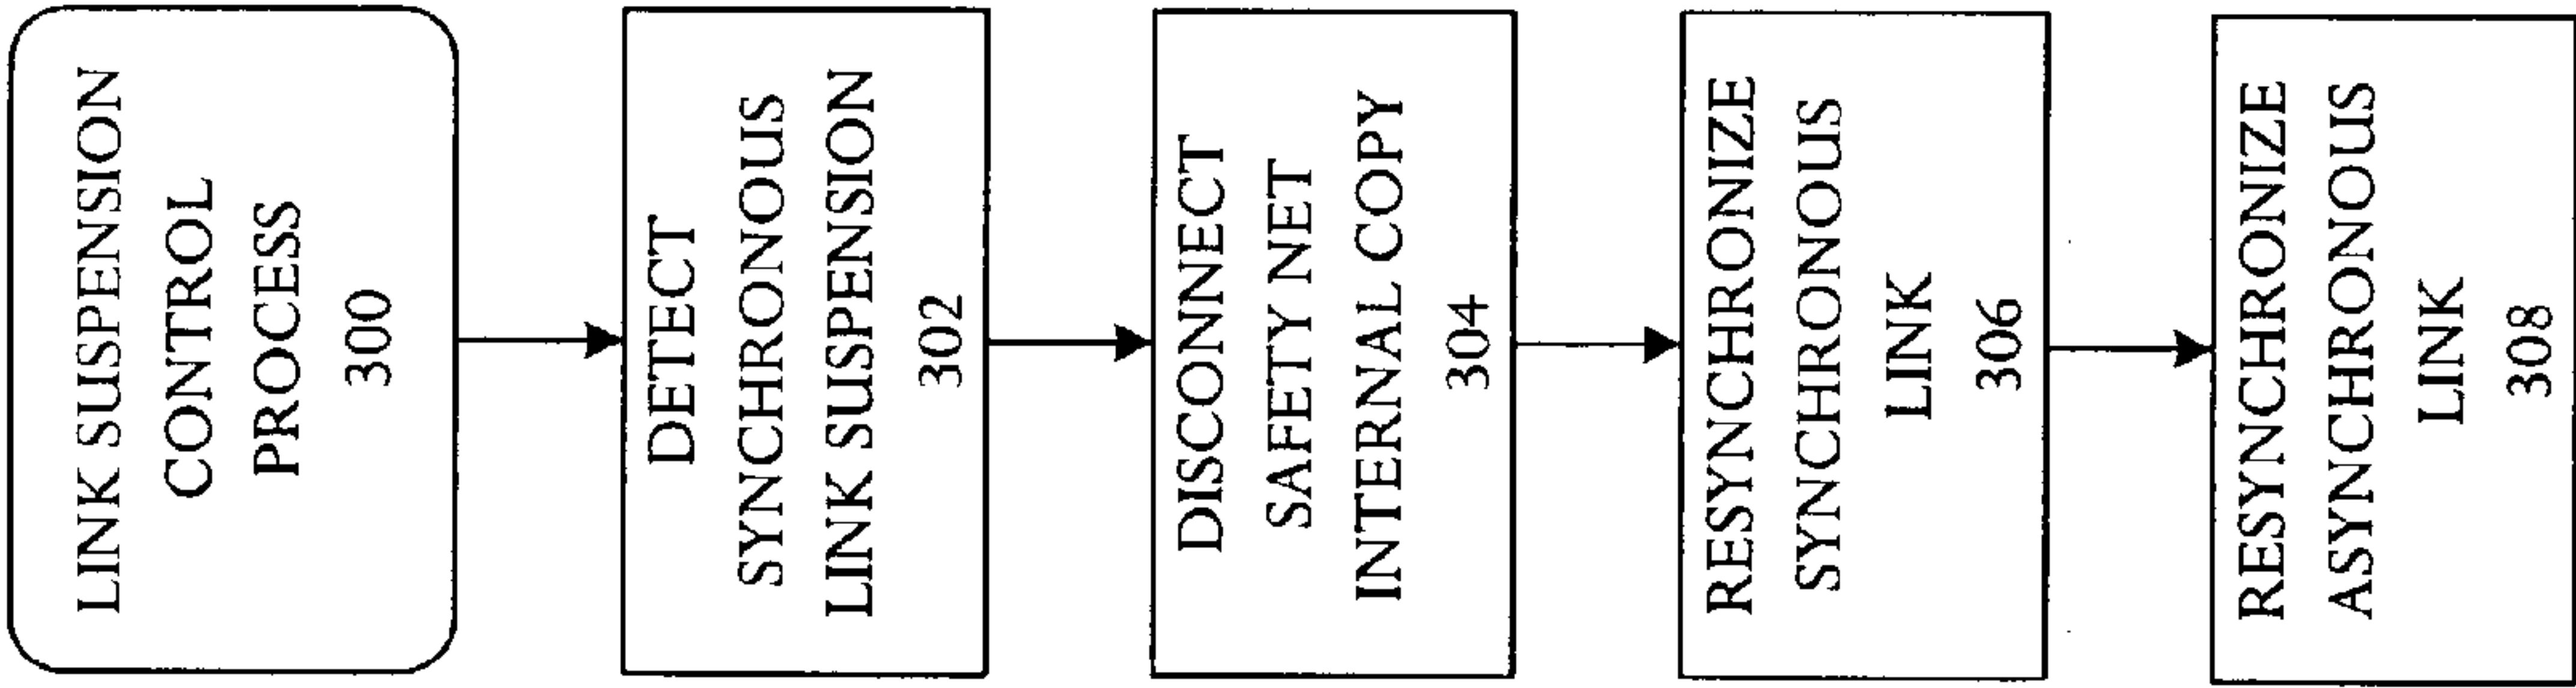 LINK SUSPENSION
CONTROL
PROCESS
300
DETECT
SYNCHRONOUS
LINK SUSPENSION
302
DISCONNECT
SAFETY NET
INTERNAL COPY
304
RESYNCHRONIZE
SYNCHRONOUS
LINK
306
RESYNCHRONIZE
ASYNCHRONOUS
LINK
308